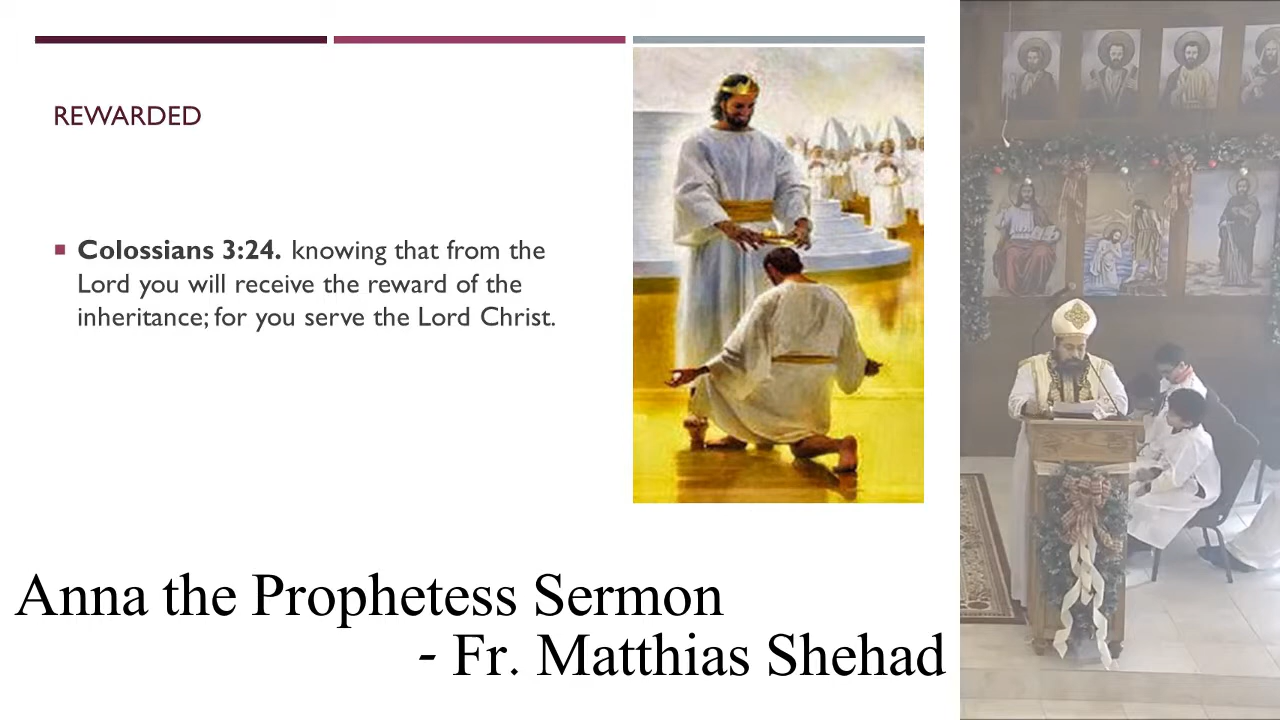 REWARDED
▪ Colossians 3:24. knowing that from the
Lord you will receive the reward of the
inheritance; for you serve the Lord Christ.
Anna the Prophetess Sermon
- Fr. Matthias Shehad